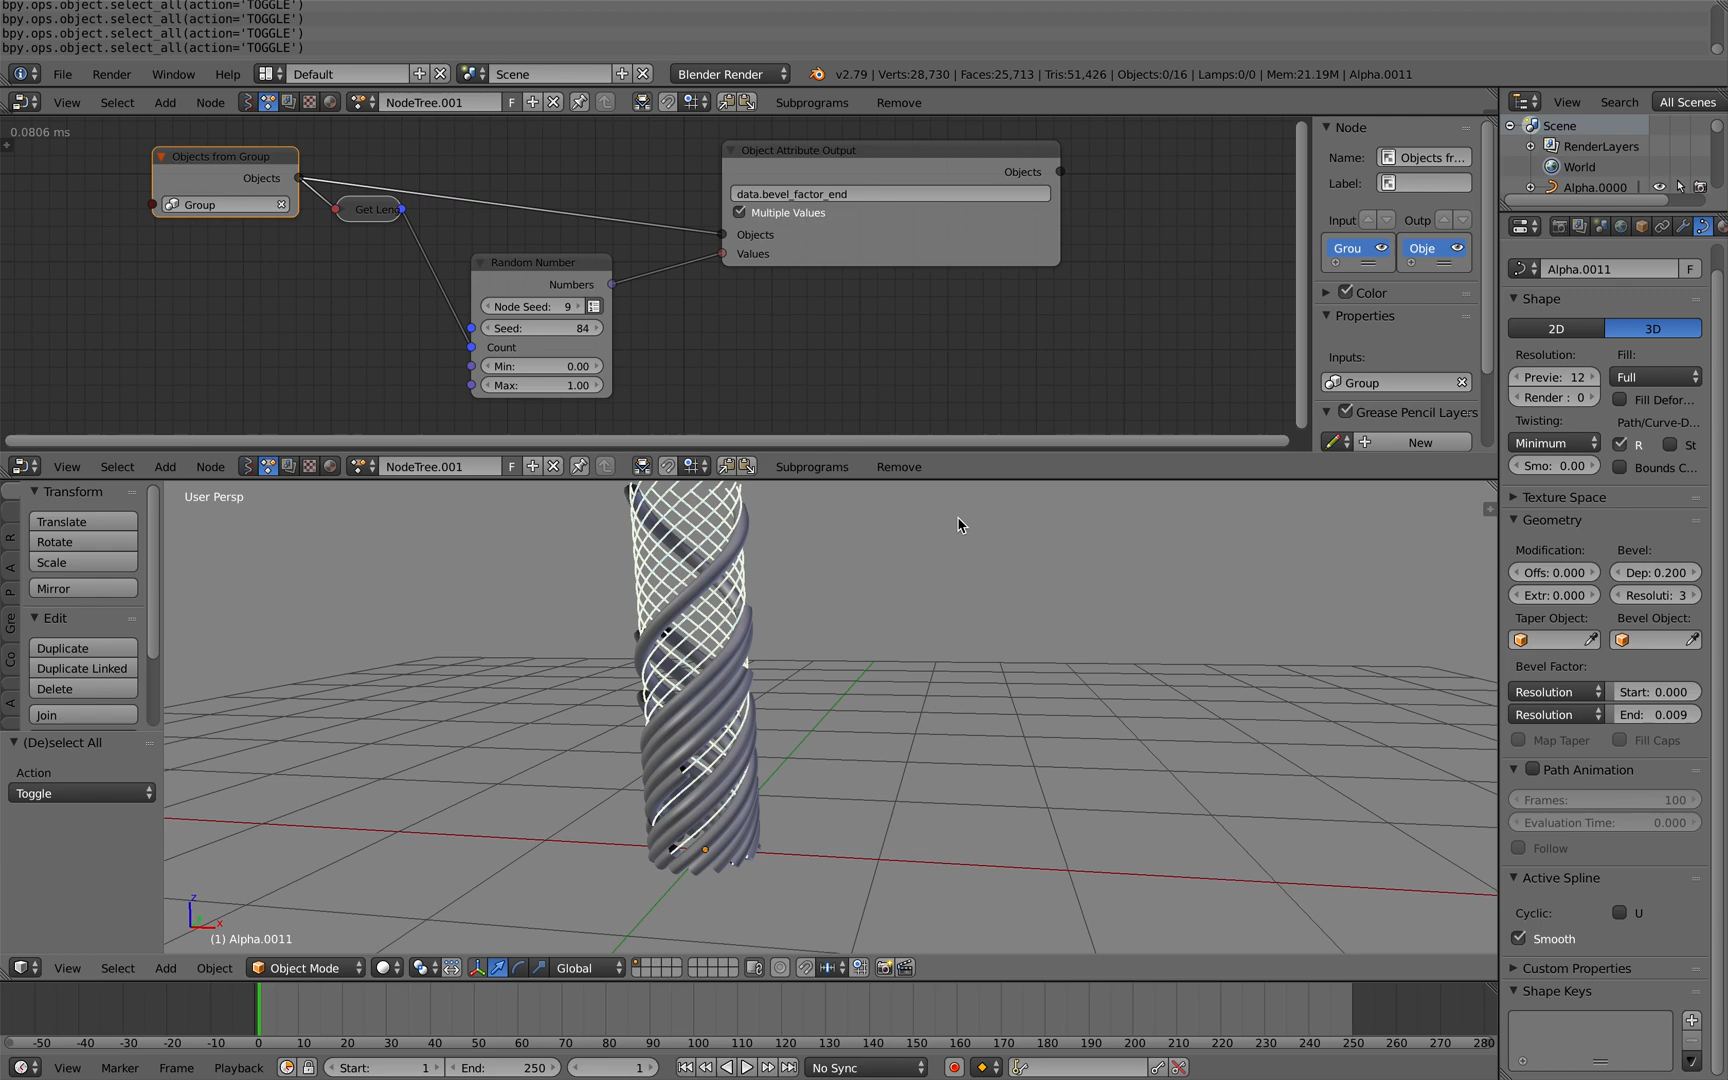 bpy.ops.object.select_all(action='TOGGLE')
bpy.ops.object.select_all(action='TOGGLE')
bpy.ops.object.select_all(action='TOGGLE')
bpy.ops.object.select_all(action='TOGGLE')
File Render Window Help Default Scene Blender Render v2.79 | Verts:28,730 | Faces:25,713 | Tris:51,426 | Objects:0/16 | Lamps:0/0 | Mem:21.19M | Alpha.0011
View Select Add Node NodeTree.001 F Subprograms Remove
0.0806 ms
Objects from Group
Objects
Group
Get Leng
Random Number
Numbers
Node Seed: 9
Seed: 84
Count
Min: 0.00
Max: 1.00
Object Attribute Output
Objects
data.bevel_factor_end
Multiple Values
Objects
Values
Node
Name: Objects fr...
Label:
Input Outp
Grou Obje
Color
Properties
Inputs:
Group
Grease Pencil Layers
New
View Search All Scenes
Scene
RenderLayers
World
Alpha.0000
Alpha.0011 F
Shape
2D 3D
Resolution: Fill:
Previe: 12 Full
Render : 0 Fill Defor...
Twisting: Path/Curve-D...
Minimum R St
Smo: 0.00 Bounds C...
Texture Space
Geometry
Modification: Bevel:
Offs: 0.000 Dep: 0.200
Extr: 0.000 Resoluti: 3
Taper Object: Bevel Object:
Bevel Factor:
Resolution Start: 0.000
Resolution End: 0.009
Map Taper Fill Caps
Path Animation
Frames: 100
Evaluation Time: 0.000
Follow
Active Spline
Cyclic: U
Smooth
Custom Properties
Shape Keys
View Select Add Node NodeTree.001 F Subprograms Remove
R
A
P
Gre
Co
A
Transform
Translate
Rotate
Scale
Mirror
Edit
Duplicate
Duplicate Linked
Delete
Join
(De)select All
Action
Toggle
User Persp
z
y
x
(1) Alpha.0011
View Select Add Object Object Mode Global
-50 -40 -30 -20 -10 0 10 20 30 40 50 60 70 80 90 100 110 120 130 140 150 160 170 180 190 200 210 220 230 240 250 260 270 280
View Marker Frame Playback Start: 1 End: 250 1 No Sync